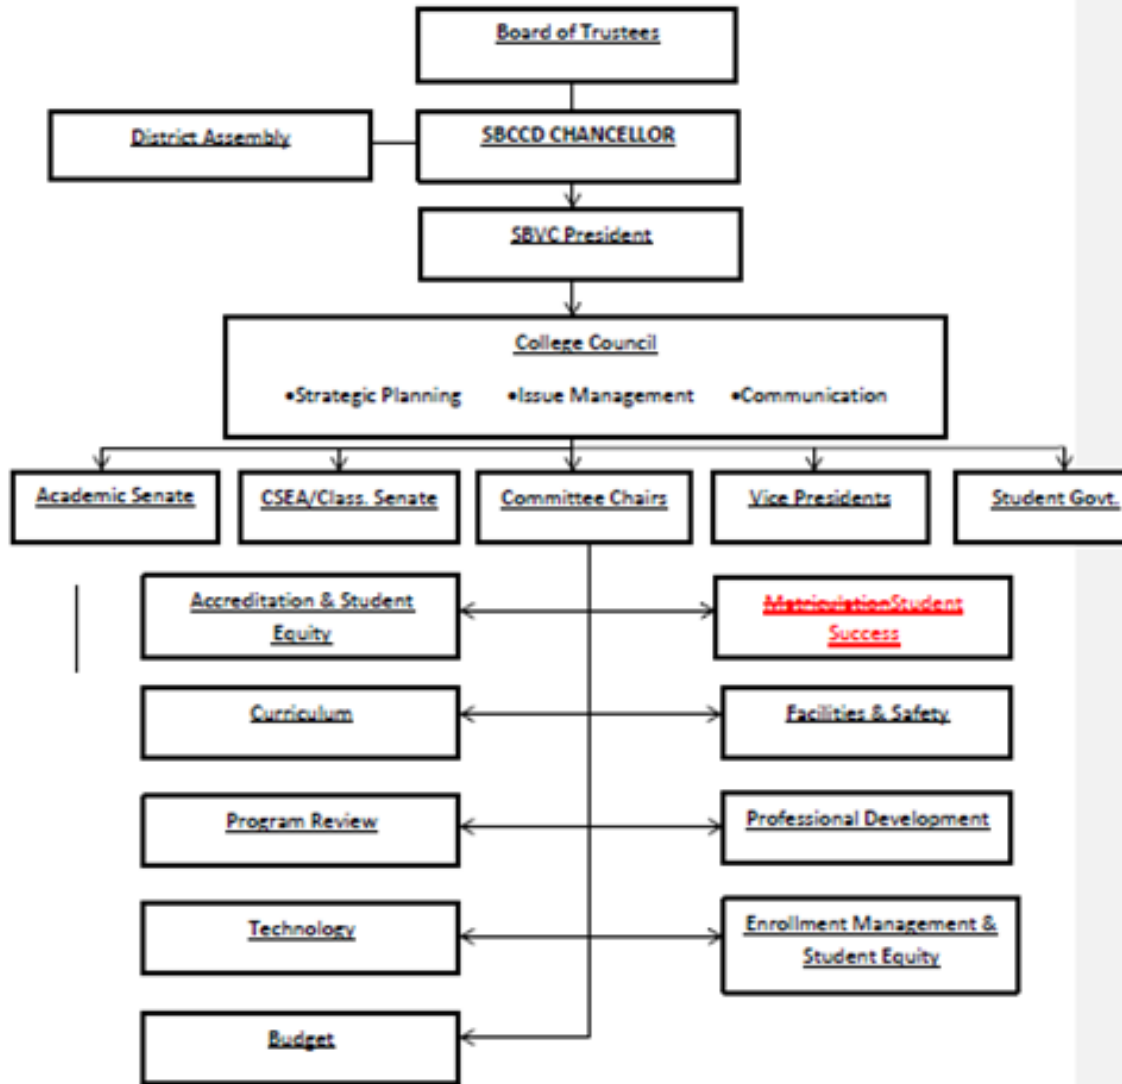 Board of Trustees
District Assembly
SBCCD CHANCELLOR
SBVC President
College Council
•Strategic Planning •Issue Management •Communication
Academic Senate
CSEA/Class. Senate
Committee Chairs
Vice Presidents
Student Govt.
Accreditation & Student
Equity
MatriculationStudent
Success
Curriculum
Facilities & Safety
Program Review
Professional Development
Technology
Enrollment Management &
Student Equity
Budget